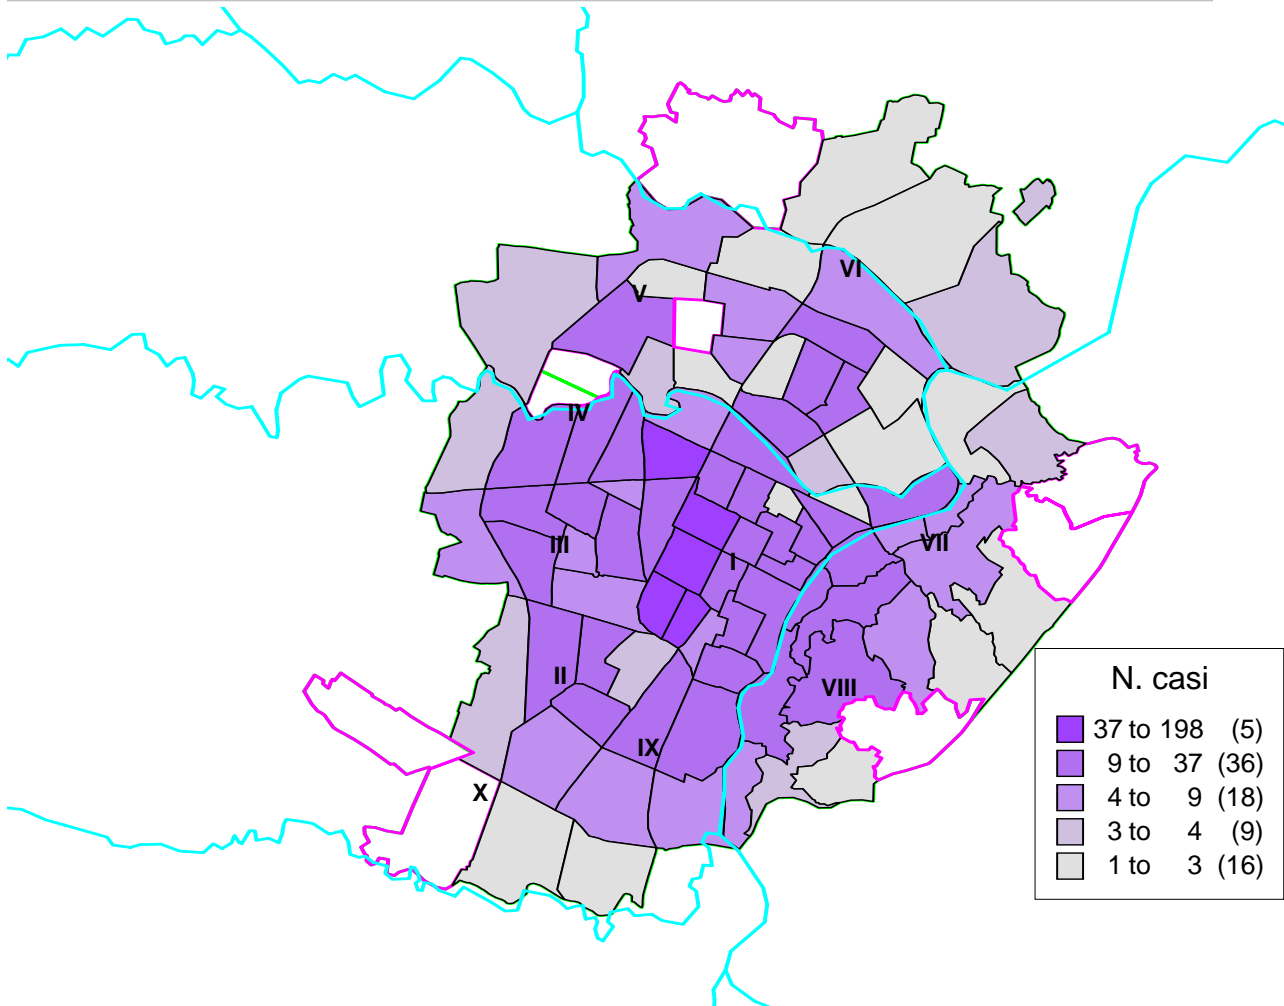 VI
V
IV
VII
III
I
N. casi
II
VIII
37 to 198 (5)
IX
9 to 37 (36)
X
4 to 9 (18)
3 to 4 (9)
1 to 3 (16)